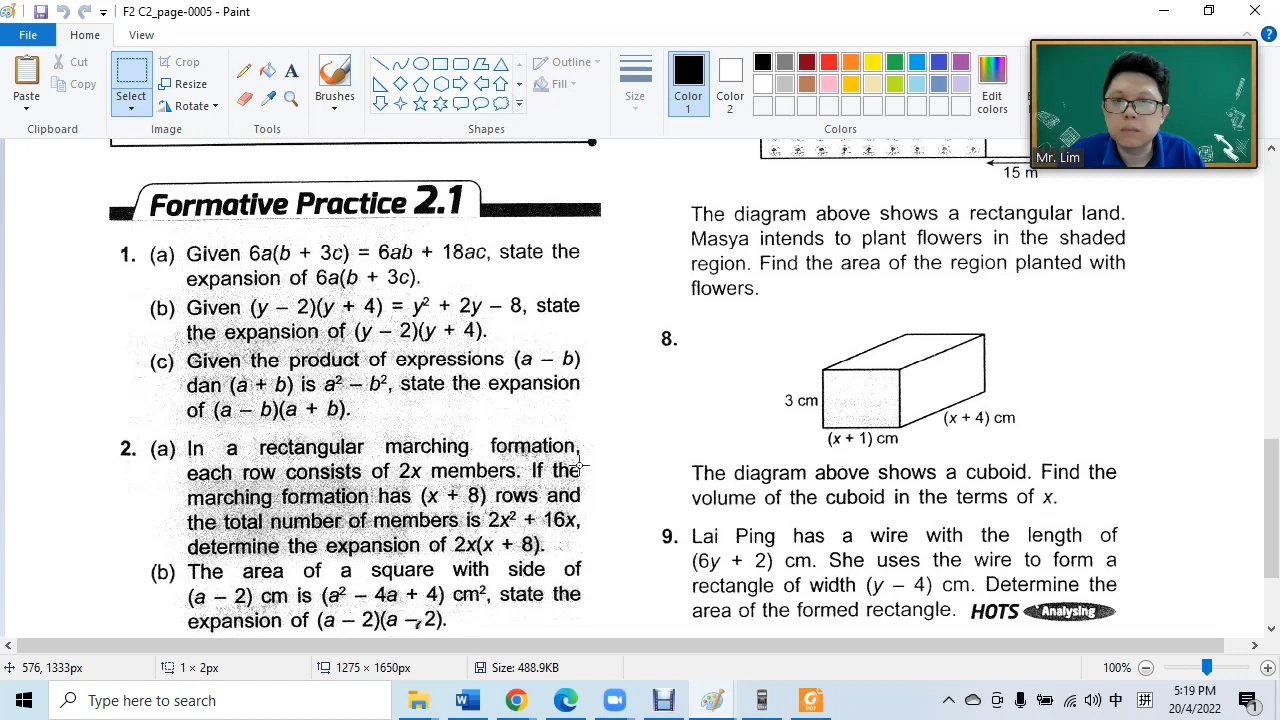 F2 C2_page-0005 - Paint
File
Home
View
Paste
Cut
Copy
Clipboard
Select
Crop
Resize
Rotate
Image
Tools
Brushes
Shapes
Outline
Fill
Size
Color 1
Color 2
Colors
Edit colors
Mr. Lim
Formative Practice 2.1
1. (a) Given 6a(b + 3c) = 6ab + 18ac, state the
expansion of 6a(b + 3c).
(b) Given (y – 2)(y + 4) = y² + 2y – 8, state
the expansion of (y – 2)(y + 4).
(c) Given the product of expressions (a – b)
dan (a + b) is a² – b², state the expansion
of (a – b)(a + b).
2. (a) In a rectangular marching formation,
each row consists of 2x members. If the
marching formation has (x + 8) rows and
the total number of members is 2x² + 16x,
determine the expansion of 2x(x + 8).
(b) The area of a square with side of
(a – 2) cm is (a² – 4a + 4) cm², state the
expansion of (a – 2)(a – 2).
15 m
The diagram above shows a rectangular land.
Masya intends to plant flowers in the shaded
region. Find the area of the region planted with
flowers.
8.
3 cm
(x + 4) cm
(x + 1) cm
The diagram above shows a cuboid. Find the
volume of the cuboid in the terms of x.
9. Lai Ping has a wire with the length of
(6y + 2) cm. She uses the wire to form a
rectangle of width (y – 4) cm. Determine the
area of the formed rectangle. HOTS Analysing
576, 1333px
1 × 2px
1275 × 1650px
Size: 488.9KB
100%
Type here to search
中
拼
5:19 PM
20/4/2022
1